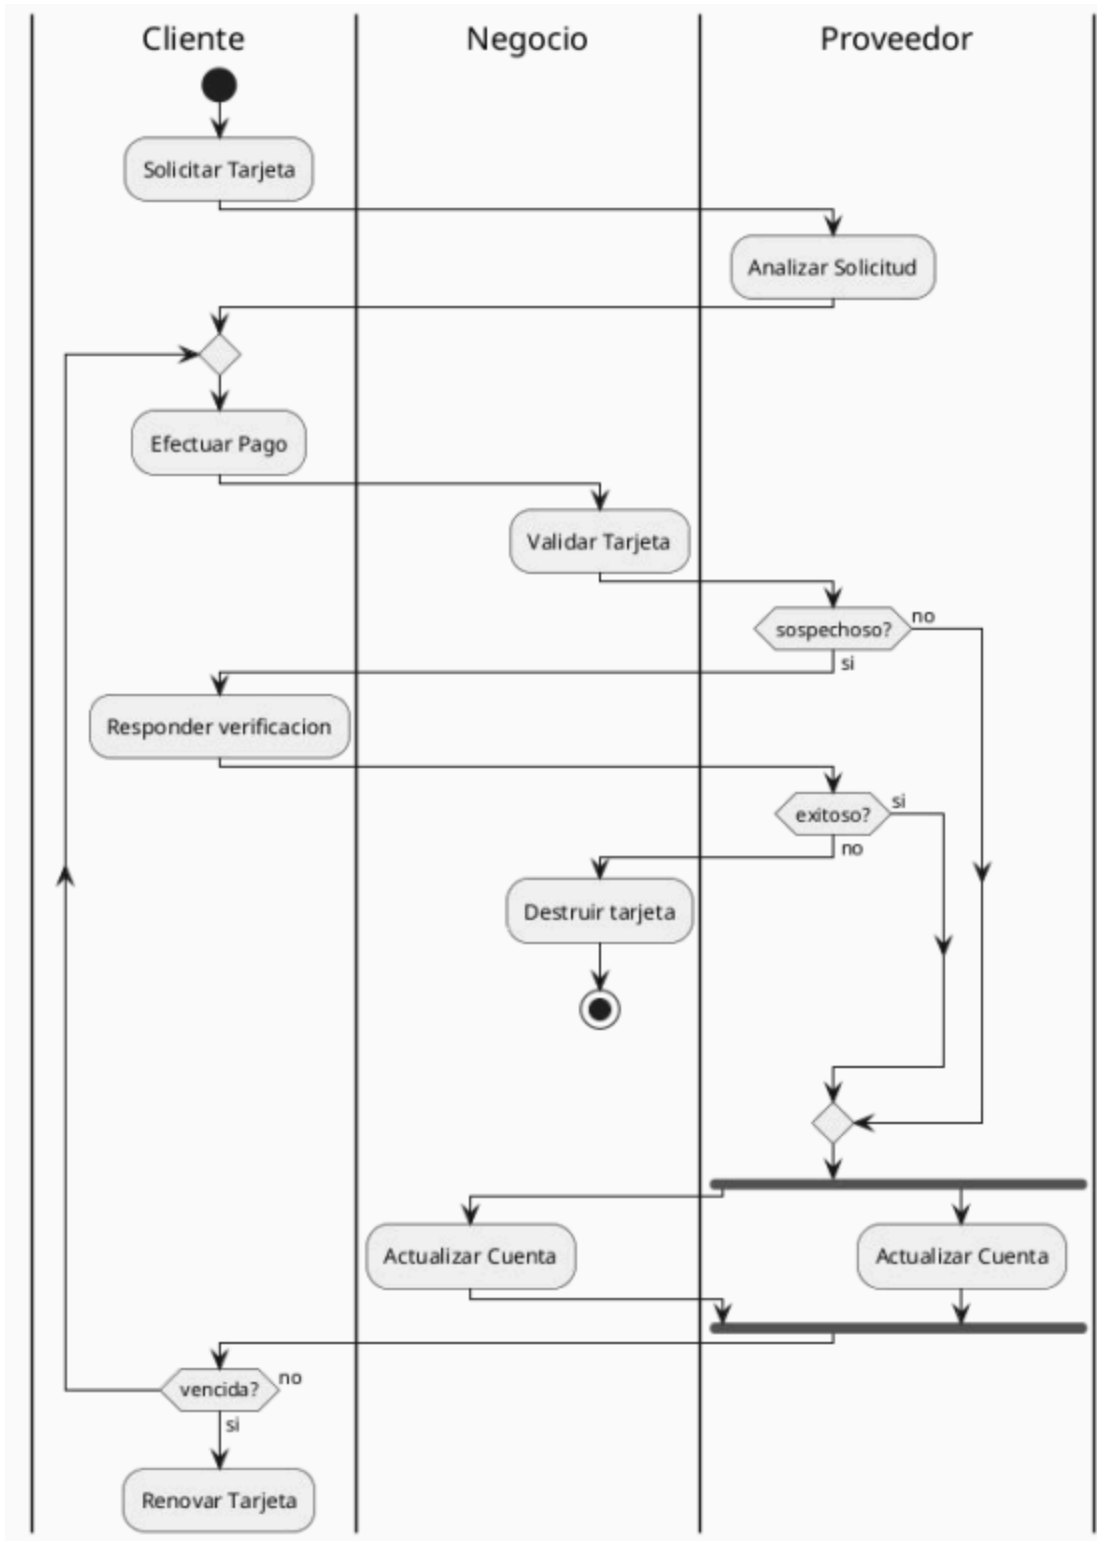 Cliente
Negocio
Proveedor
Solicitar Tarjeta
Analizar Solicitud
Efectuar Pago
Validar Tarjeta
sospechoso?
no
si
Responder verificacion
exitoso?
si
no
Destruir tarjeta
Actualizar Cuenta
Actualizar Cuenta
vencida?
no
si
Renovar Tarjeta